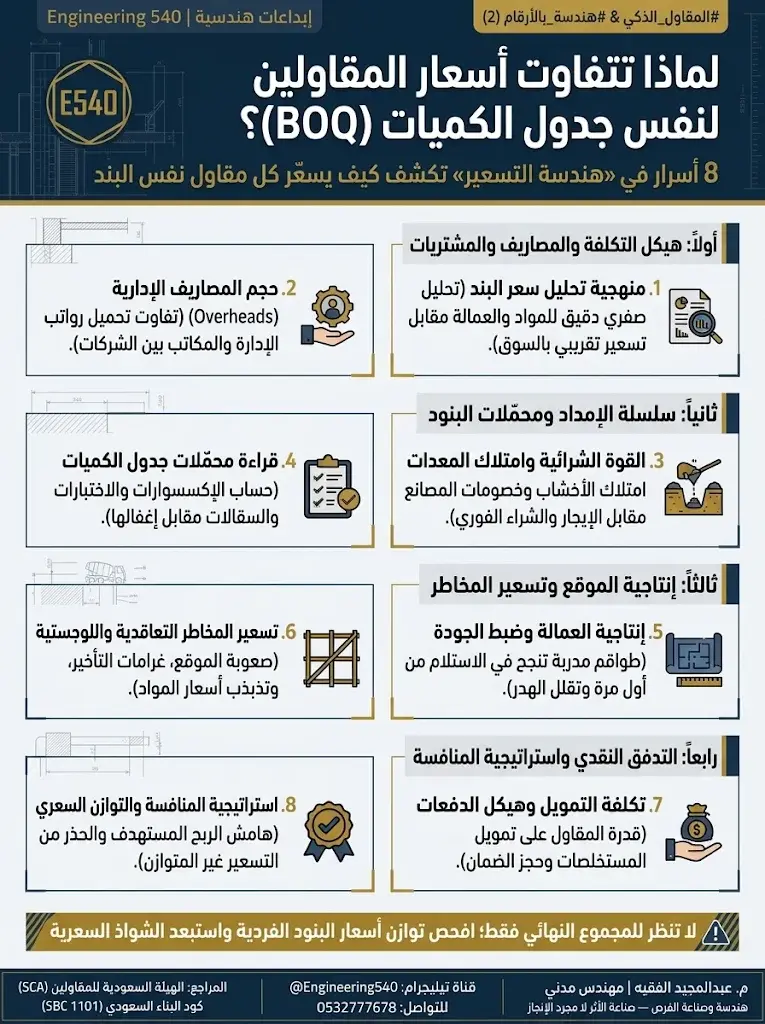 #المقاول_الذكي & #هندسة_بالأرقام (2)
إبداعات هندسية | Engineering 540
E540
لماذا تتفاوت أسعار المقاولين
لنفس جدول الكميات (BOQ)؟
8 أسرار في «هندسة التسعير» تكشف كيف يسعّر كل مقاول نفس البند
أولاً: هيكل التكلفة والمصاريف والمشتريات
1. منهجية تحليل سعر البند (تحليل
صفري دقيق للمواد والعمالة مقابل
تسعير تقريبي بالسوق).
2. حجم المصاريف الإدارية
(Overheads) (تفاوت تحميل رواتب
الإدارة والمكاتب بين الشركات).
ثانياً: سلسلة الإمداد ومحمّلات البنود
3. القوة الشرائية وامتلاك المعدات
امتلاك الأخشاب وخصومات المصانع
مقابل الإيجار والشراء الفوري).
4. قراءة محمّلات جدول الكميات
(حساب الإكسسوارات والاختبارات
والسقالات مقابل إغفالها).
ثالثاً: إنتاجية الموقع وتسعير المخاطر
5. إنتاجية العمالة وضبط الجودة
(طواقم مدربة تنجح في الاستلام من
أول مرة وتقلل الهدر).
6. تسعير المخاطر التعاقدية واللوجستية
(صعوبة الموقع، غرامات التأخير،
وتذبذب أسعار المواد).
رابعاً: التدفق النقدي واستراتيجية المنافسة
7. تكلفة التمويل وهيكل الدفعات
(قدرة المقاول على تمويل
المستخلصات وحجز الضمان).
8. استراتيجية المنافسة والتوازن السعري
(هامش الربح المستهدف والحذر من
التسعير غير المتوازن).
لا تنظر للمجموع النهائي فقط؛ افحص توازن أسعار البنود الفردية واستبعد الشواذ السعرية
م. عبدالمجيد الفقيه | مهندس مدني
هندسة وصناعة الفرص — صناعة الأثر لا مجرد الإنجاز
قناة تيليجرام: @Engineering540
للتواصل: 0532777678
المراجع: الهيئة السعودية للمقاولين (SCA)
كود البناء السعودي (SBC 1101)